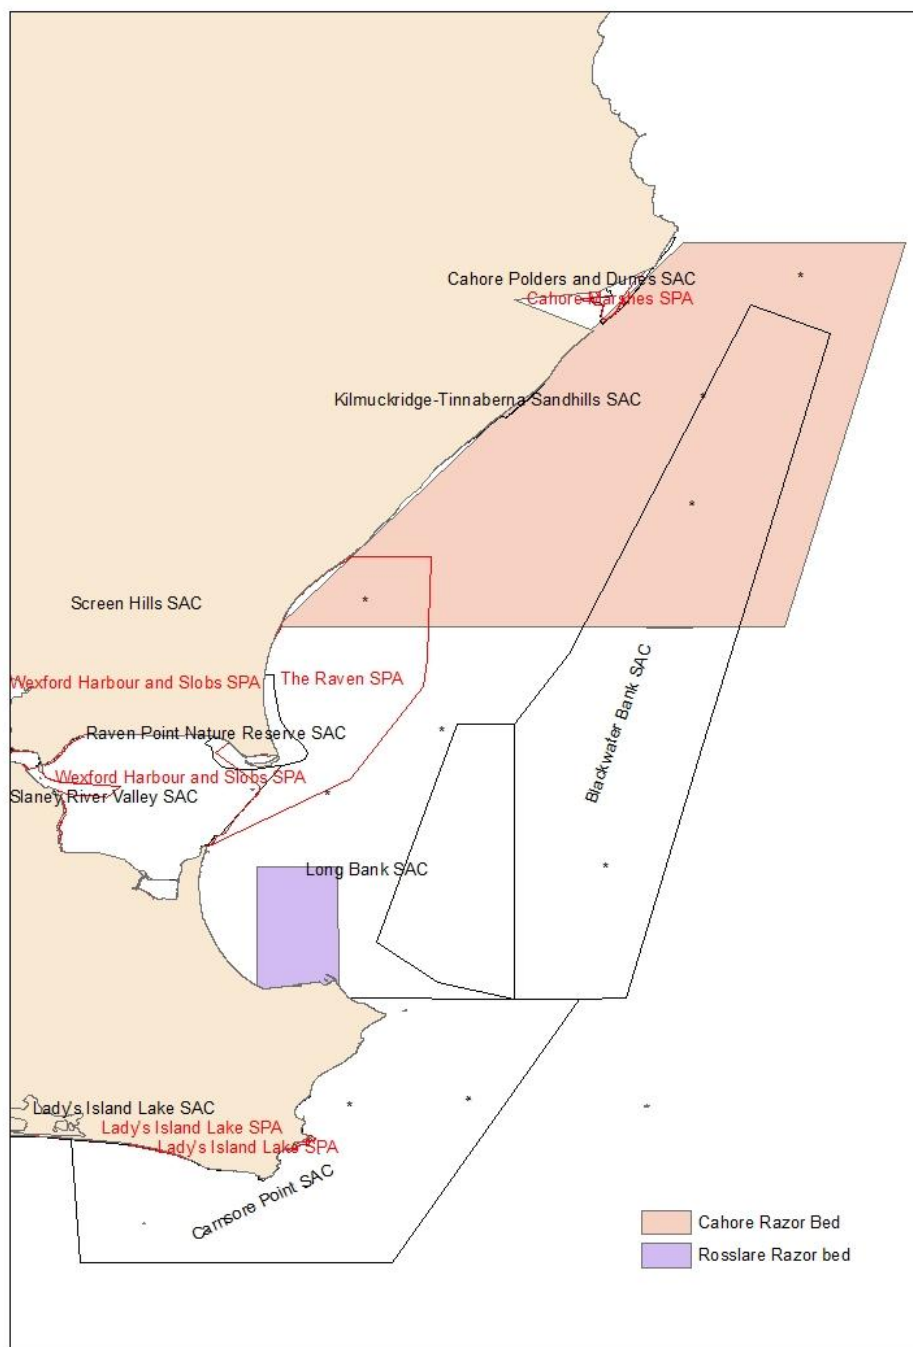 Cahore Polders and Dunes SAC
Cahore Marshes SPA
Kilmuckridge-Tinnaberna Sandhills SAC
Screen Hills SAC
Wexford Harbour and Slobs SPA
The Raven SPA
Raven Point Nature Reserve SAC
Blackwater Bank SAC
Wexford Harbour and Slobs SPA
Slaney River Valley SAC
Long Bank SAC
Lady's Island Lake SAC
Lady's Island Lake SPA
Lady's Island Lake SPA
Carnsore Point SAC
Cahore Razor Bed
Rosslare Razor bed